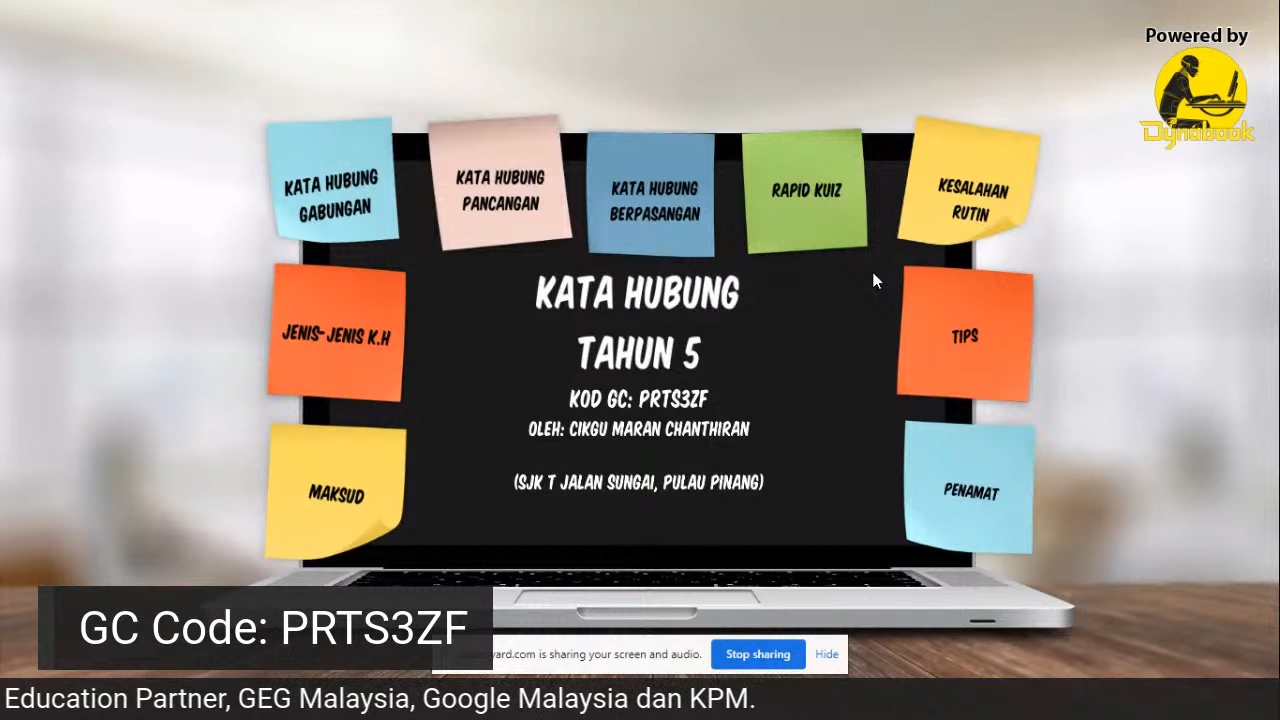 Powered by
Dynabook
KATA HUBUNG
GABUNGAN
KATA HUBUNG
PANCANGAN
KATA HUBUNG
BERPASANGAN
RAPID KUIZ
KESALAHAN
RUTIN
JENIS-JENIS K.H
TIPS
MAKSUD
PENAMAT
KATA HUBUNG
TAHUN 5
KOD GC: PRTS3ZF
OLEH: CIKGU MARAN CHANTHIRAN
(SJK T JALAN SUNGAI, PULAU PINANG)
GC Code: PRTS3ZF
yard.com is sharing your screen and audio.
Stop sharing
Hide
Education Partner, GEG Malaysia, Google Malaysia dan KPM.